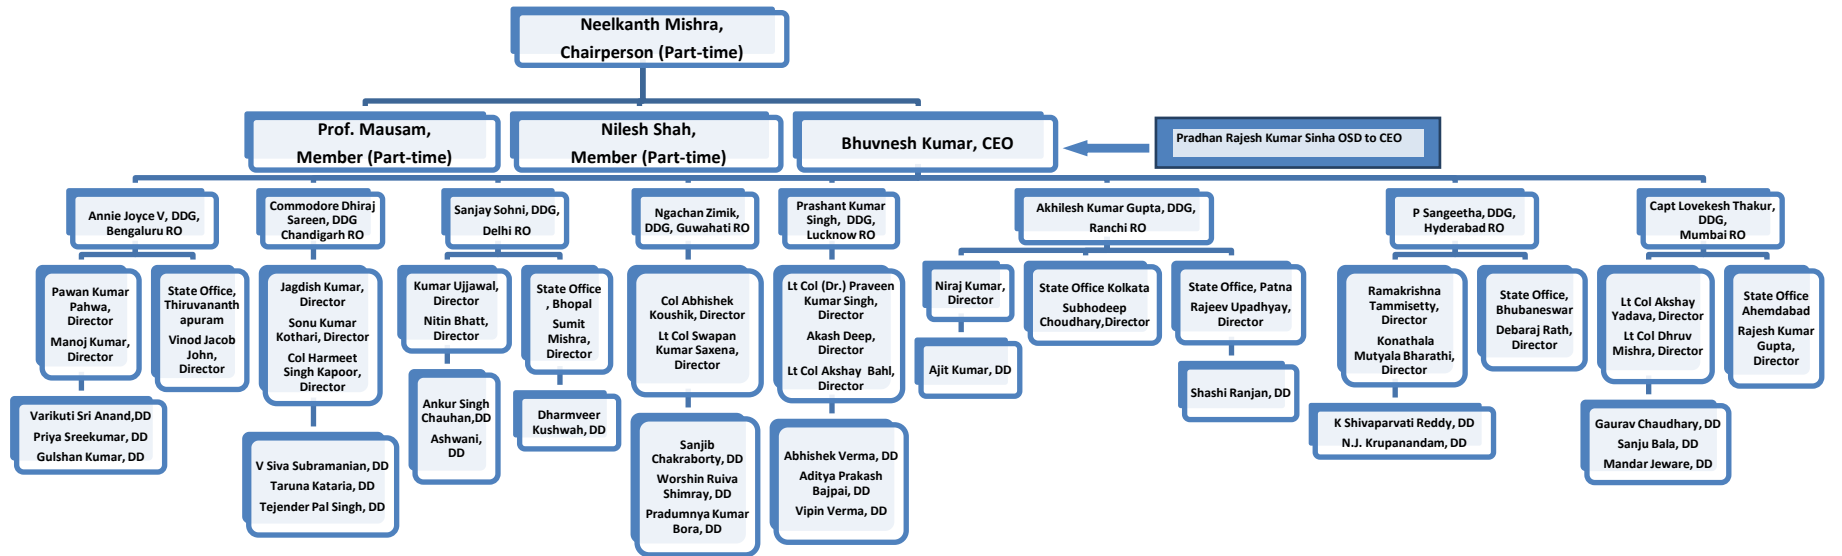 Neelkanth Mishra,
Chairperson (Part-time)
Prof. Mausam,
Member (Part-time)
Nilesh Shah,
Member (Part-time)
Bhuvnesh Kumar, CEO
Pradhan Rajesh Kumar Sinha OSD to CEO
Annie Joyce V, DDG,
Bengaluru RO
Commodore Dhiraj
Sareen, DDG
Chandigarh RO
Sanjay Sohni, DDG,
Delhi RO
Ngachan Zimik,
DDG, Guwahati RO
Prashant Kumar
Singh, DDG,
Lucknow RO
Akhilesh Kumar Gupta, DDG,
Ranchi RO
P Sangeetha, DDG,
Hyderabad RO
Capt Lovekesh Thakur,
DDG,
Mumbai RO
Pawan Kumar
Pahwa,
Director
Manoj Kumar,
Director
State Office,
Thiruvananth
apuram
Vinod Jacob
John,
Director
Jagdish Kumar,
Director
Sonu Kumar
Kothari, Director
Col Harmeet
Singh Kapoor,
Director
Kumar Ujjawal,
Director
Nitin Bhatt,
Director
State Office
, Bhopal
Sumit
Mishra,
Director
Col Abhishek
Koushik, Director
Lt Col Swapan
Kumar Saxena,
Director
Lt Col (Dr.) Praveen
Kumar Singh,
Director
Akash Deep,
Director
Lt Col Akshay Bahl,
Director
Niraj Kumar,
Director
State Office Kolkata
Subhodeep
Choudhary,Director
State Office, Patna
Rajeev Upadhyay,
Director
Ramakrishna
Tammisetty,
Director
Konathala
Mutyala Bharathi,
Director
State Office,
Bhubaneswar
Debaraj Rath,
Director
Lt Col Akshay
Yadava, Director
Lt Col Dhruv
Mishra, Director
State Office
Ahemdabad
Rajesh Kumar
Gupta,
Director
Varikuti Sri Anand,DD
Priya Sreekumar, DD
Gulshan Kumar, DD
V Siva Subramanian, DD
Taruna Kataria, DD
Tejender Pal Singh, DD
Ankur Singh
Chauhan,DD
Ashwani,
DD
Dharmveer
Kushwah, DD
Sanjib
Chakraborty, DD
Worshin Ruiva
Shimray, DD
Pradumnya Kumar
Bora, DD
Abhishek Verma, DD
Aditya Prakash
Bajpai, DD
Vipin Verma, DD
Ajit Kumar, DD
Shashi Ranjan, DD
K Shivaparvati Reddy, DD
N.J. Krupanandam, DD
Gaurav Chaudhary, DD
Sanju Bala, DD
Mandar Jeware, DD